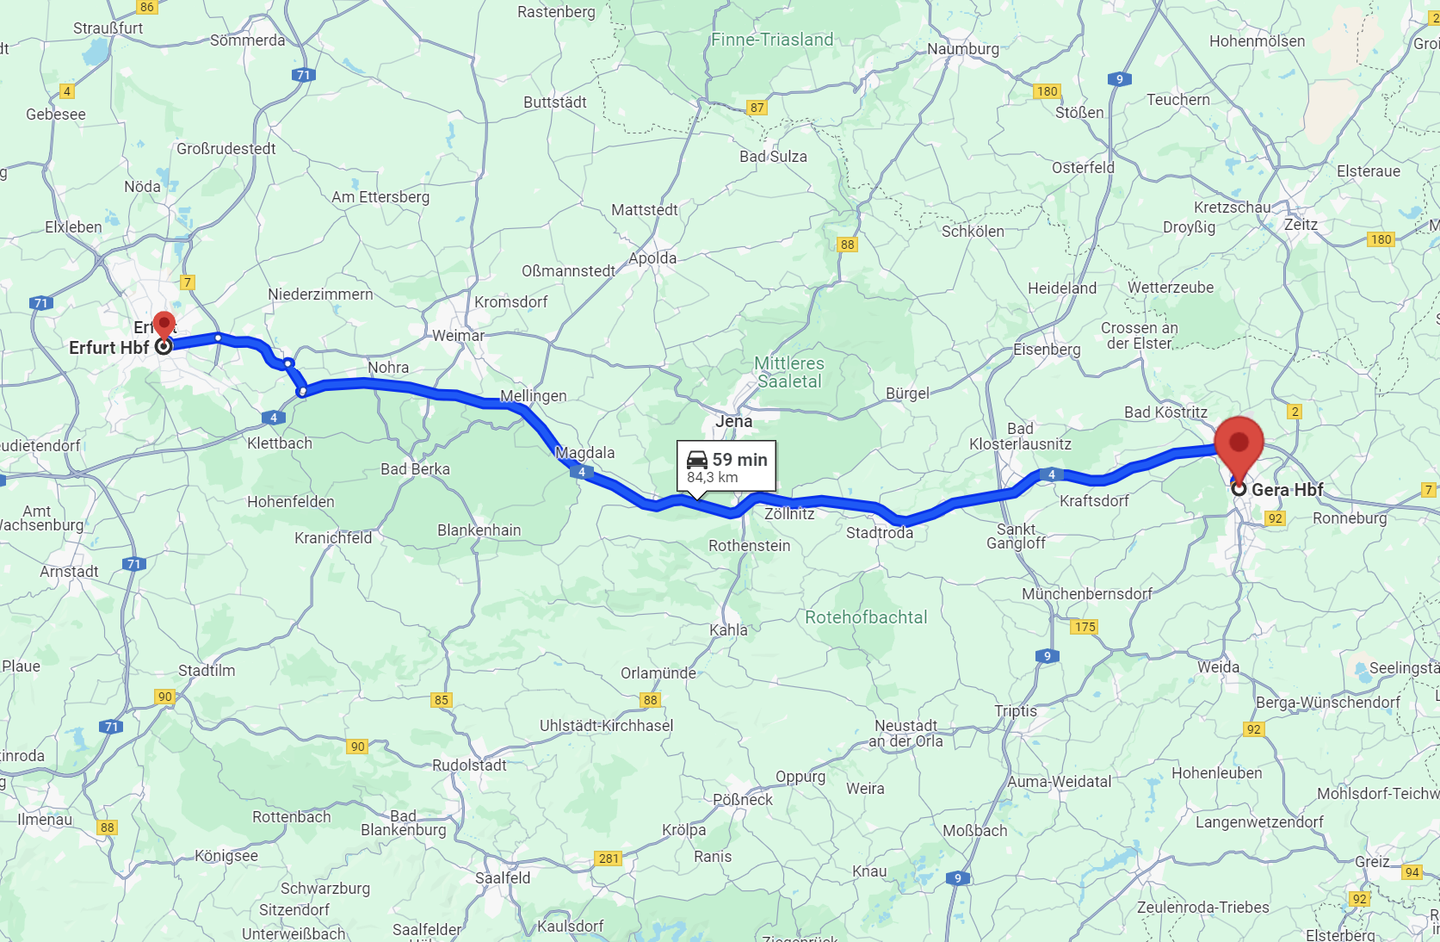 86
Rastenberg
Straußfurt
Sömmerda
Finne-Triasland
Naumburg
Hohenmölsen
71
9
4
Buttstädt
87
180
Teuchern
Gebesee
Stößen
Großrudestedt
Bad Sulza
Osterfeld
Elsteraue
Nöda
Am Ettersberg
Mattstedt
Kretzschau
Elxleben
Schkölen
Droyßig
Zeitz
180
88
Apolda
Oßmannstedt
7
Niederzimmern
Heideland
Wetterzeube
71
Kromsdorf
Crossen an
der Elster
Weimar
Erfurt Hbf
Eisenberg
Nohra
Mittleres
Saaletal
Mellingen
Bürgel
4
Jena
Bad Köstritz
2
Klettbach
Bad
Klosterlausnitz
Magdala
59 min
84,3 km
Bad Berka
4
4
Gera Hbf
7
Hohenfelden
Kraftsdorf
Amt
Zöllnitz
92
Ronneburg
Blankenhain
Stadtroda
Sankt
Gangloff
Kranichfeld
Rothenstein
71
Arnstadt
Münchenbernsdorf
Rotehofbachtal
Kahla
175
Plaue
Stadtilm
Orlamünde
9
Weida
90
85
88
Berga-Wünschendorf
Triptis
71
Uhlstädt-Kirchhasel
Neustadt
an der Orla
92
90
Rudolstadt
Oppurg
Hohenleuben
Auma-Weidatal
Weira
Pößneck
Ilmenau
88
Rottenbach
Bad
Blankenburg
Krölpa
Moßbach
Langenwetzendorf
Königsee
281
Ranis
Greiz
Knau
94
Saalfeld
9
Schwarzburg
92
Sitzendorf
Zeulenroda-Triebes
Unterweißbach
Saalfelder
Kaulsdorf
Elsterberg